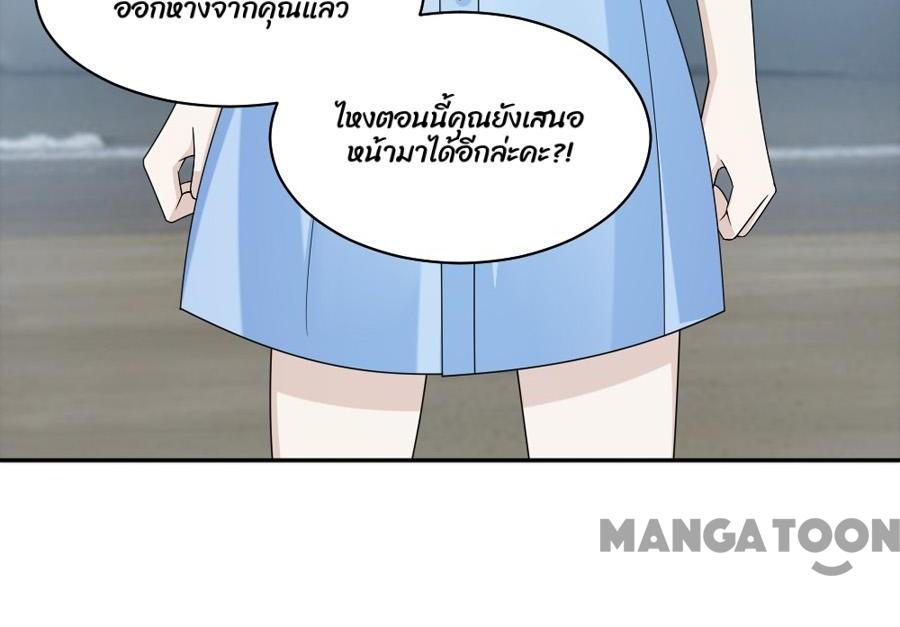 ออกห่างจากคุณแล้ว
ไหงตอนนี้คุณยังเสนอ
หน้ามาได้อีกล่ะคะ?!
MANGATOON